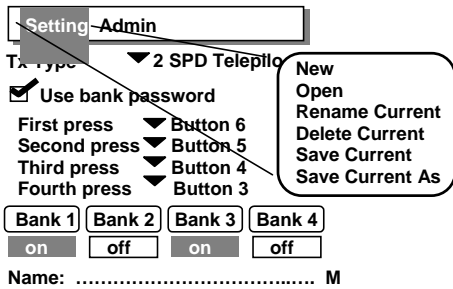 Setting Admin
Tx Type 2 SPD Telepilo
Use bank password
First press Button 6
Second press Button 5
Third press Button 4
Fourth press Button 3
Bank 1 Bank 2 Bank 3 Bank 4
on off on off
Name: ………………………….…..…. M
New
Open
Rename Current
Delete Current
Save Current
Save Current As